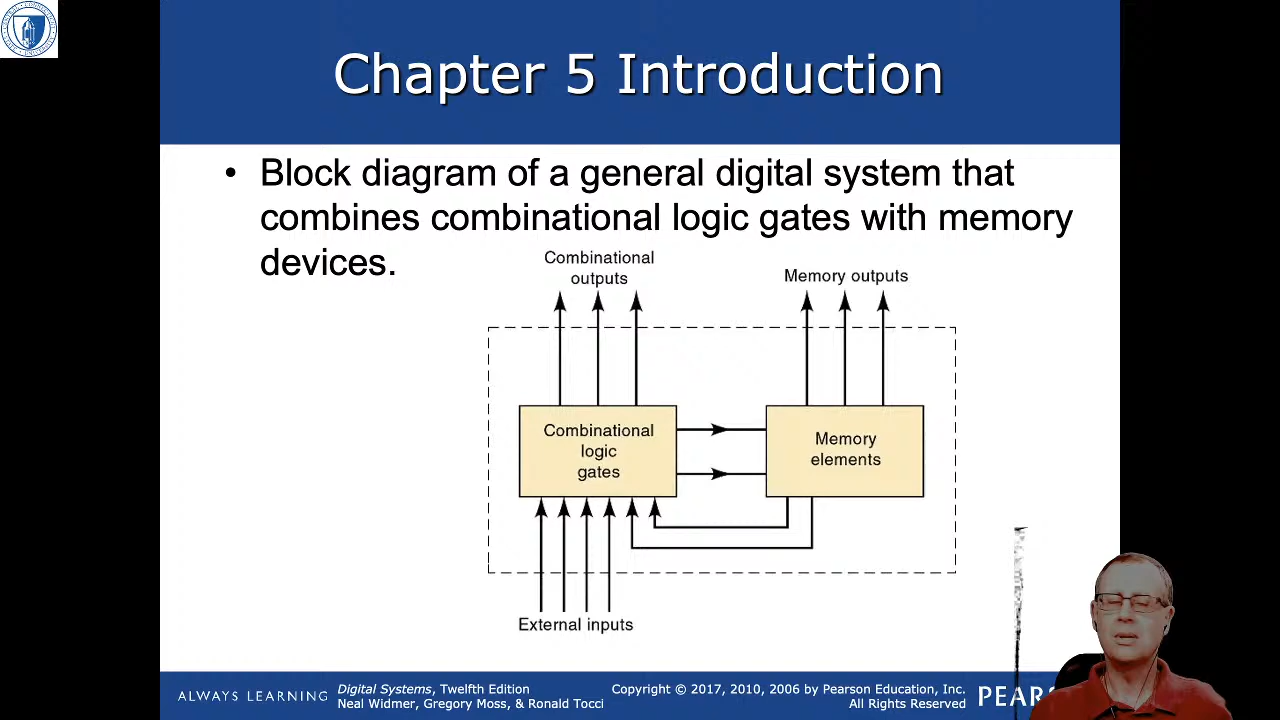 Chapter 5 Introduction
• Block diagram of a general digital system that
combines combinational logic gates with memory
devices.
Combinational
outputs
Memory outputs
Combinational
logic
gates
Memory
elements
External inputs
ALWAYS LEARNING
Digital Systems, Twelfth Edition
Neal Widmer, Gregory Moss, & Ronald Tocci
Copyright © 2017, 2010, 2006 by Pearson Education, Inc.
All Rights Reserved
PEARS